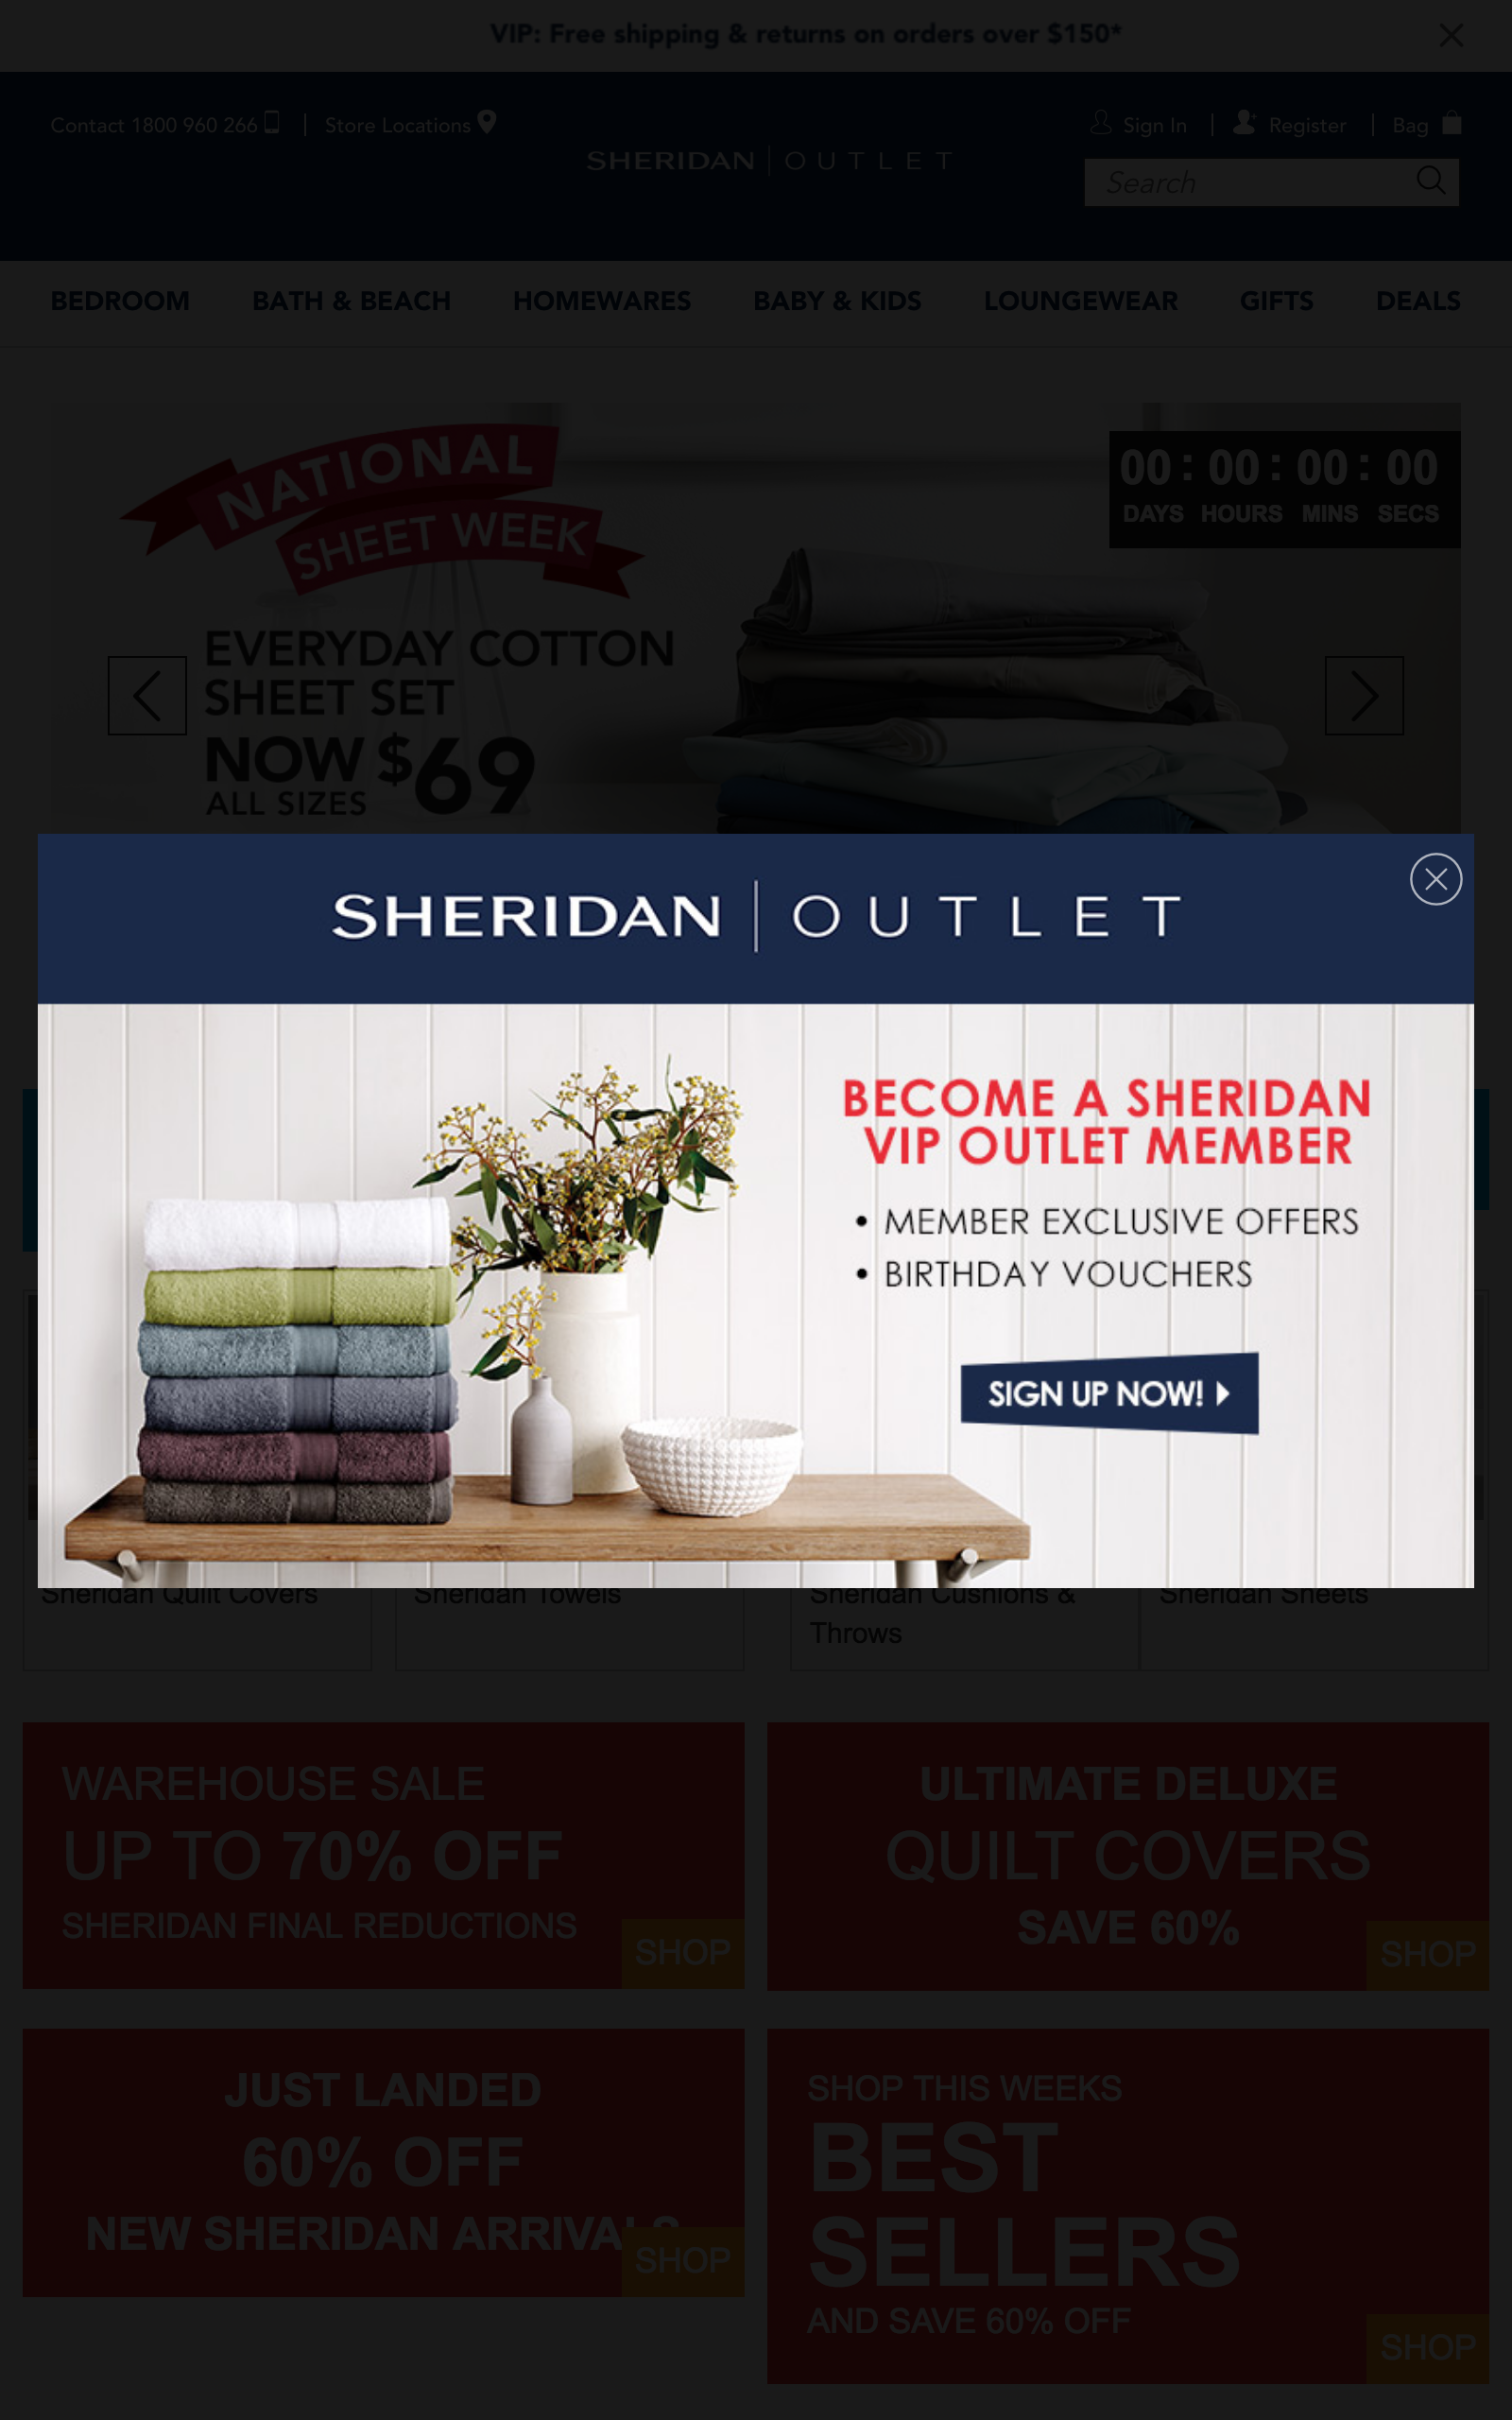 VIP: Free shipping & returns on orders over $150*
Contact 1800 960 266 | Store Locations
Sign In | Register | Bag
SHERIDAN | OUTLET
Search
BEDROOM BATH & BEACH HOMEWARES BABY & KIDS LOUNGEWEAR GIFTS DEALS
NATIONAL
SHEET WEEK
00 : 00 : 00 : 00
DAYS HOURS MINS SECS
EVERYDAY COTTON
SHEET SET
NOW $69
ALL SIZES
SHERIDAN | OUTLET
BECOME A SHERIDAN
VIP OUTLET MEMBER
• MEMBER EXCLUSIVE OFFERS
• BIRTHDAY VOUCHERS
SIGN UP NOW!
Sheridan Quilt Covers
Sheridan Towels
Sheridan Cushions &
Throws
Sheridan Sheets
WAREHOUSE SALE
UP TO 70% OFF
SHERIDAN FINAL REDUCTIONS
SHOP
ULTIMATE DELUXE
QUILT COVERS
SAVE 60%
SHOP
JUST LANDED
60% OFF
NEW SHERIDAN ARRIVALS
SHOP
SHOP THIS WEEKS
BEST
SELLERS
AND SAVE 60% OFF
SHOP